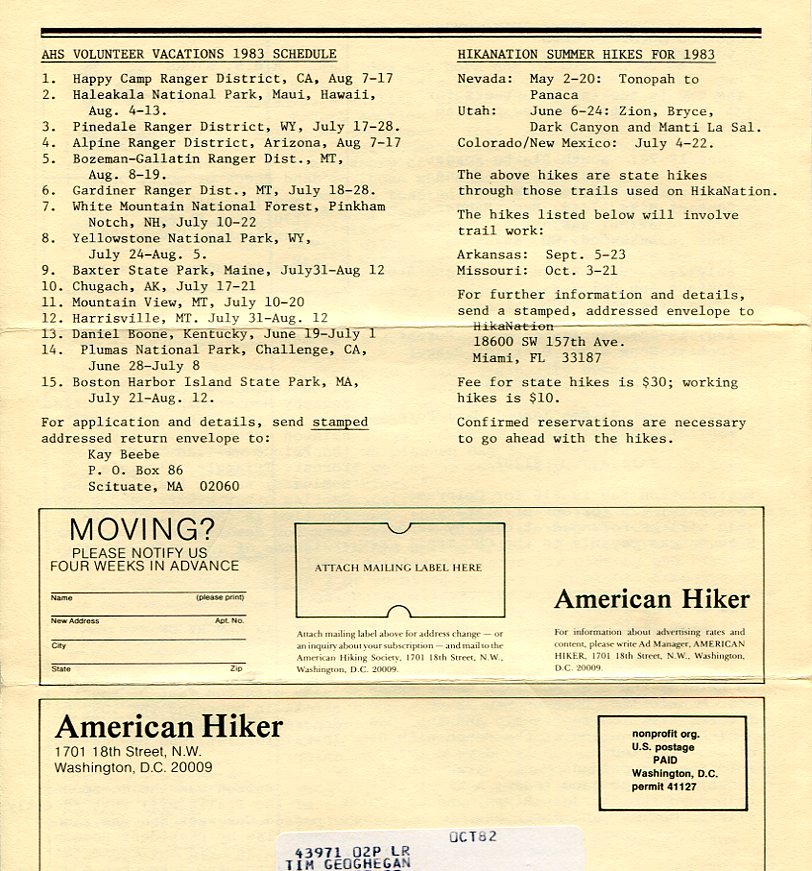 AHS VOLUNTEER VACATIONS 1983 SCHEDULE
1. Happy Camp Ranger District, CA, Aug 7-17
2. Haleakala National Park, Maui, Hawaii,
Aug. 4-13.
3. Pinedale Ranger District, WY, July 17-28.
4. Alpine Ranger District, Arizona, Aug 7-17
5. Bozeman-Gallatin Ranger Dist., MT,
Aug. 8-19.
6. Gardiner Ranger Dist., MT, July 18-28.
7. White Mountain National Forest, Pinkham
Notch, NH, July 10-22
8. Yellowstone National Park, WY,
July 24-Aug. 5.
9. Baxter State Park, Maine, July31-Aug 12
10. Chugach, AK, July 17-21
11. Mountain View, MT, July 10-20
12. Harrisville, MT. July 31-Aug. 12
13. Daniel Boone, Kentucky, June 19-July 1
14. Plumas National Park, Challenge, CA,
June 28-July 8
15. Boston Harbor Island State Park, MA,
July 21-Aug. 12.
For application and details, send stamped
addressed return envelope to:
Kay Beebe
P. O. Box 86
Scituate, MA 02060
HIKANATION SUMMER HIKES FOR 1983
Nevada: May 2-20: Tonopah to
Panaca
Utah: June 6-24: Zion, Bryce,
Dark Canyon and Manti La Sal.
Colorado/New Mexico: July 4-22.
The above hikes are state hikes
through those trails used on HikaNation.
The hikes listed below will involve
trail work:
Arkansas: Sept. 5-23
Missouri: Oct. 3-21
For further information and details,
send a stamped, addressed envelope to
HikaNation
18600 SW 157th Ave.
Miami, FL 33187
Fee for state hikes is $30; working
hikes is $10.
Confirmed reservations are necessary
to go ahead with the hikes.
MOVING?
PLEASE NOTIFY US
FOUR WEEKS IN ADVANCE
Name (please print)
New Address Apt. No.
City
State Zip
ATTACH MAILING LABEL HERE
Attach mailing label above for address change — or
an inquiry about your subscription — and mail to the
American Hiking Society, 1701 18th Street, N.W.,
Washington, D.C. 20009.
American Hiker
For information about advertising rates and
content, please write Ad Manager, AMERICAN
HIKER, 1701 18th Street, N.W., Washington,
D.C. 20009.
American Hiker
1701 18th Street, N.W.
Washington, D.C. 20009
nonprofit org.
U.S. postage
PAID
Washington, D.C.
permit 41127
OCT82
43971 02P LR
TIM GEOGHEGAN